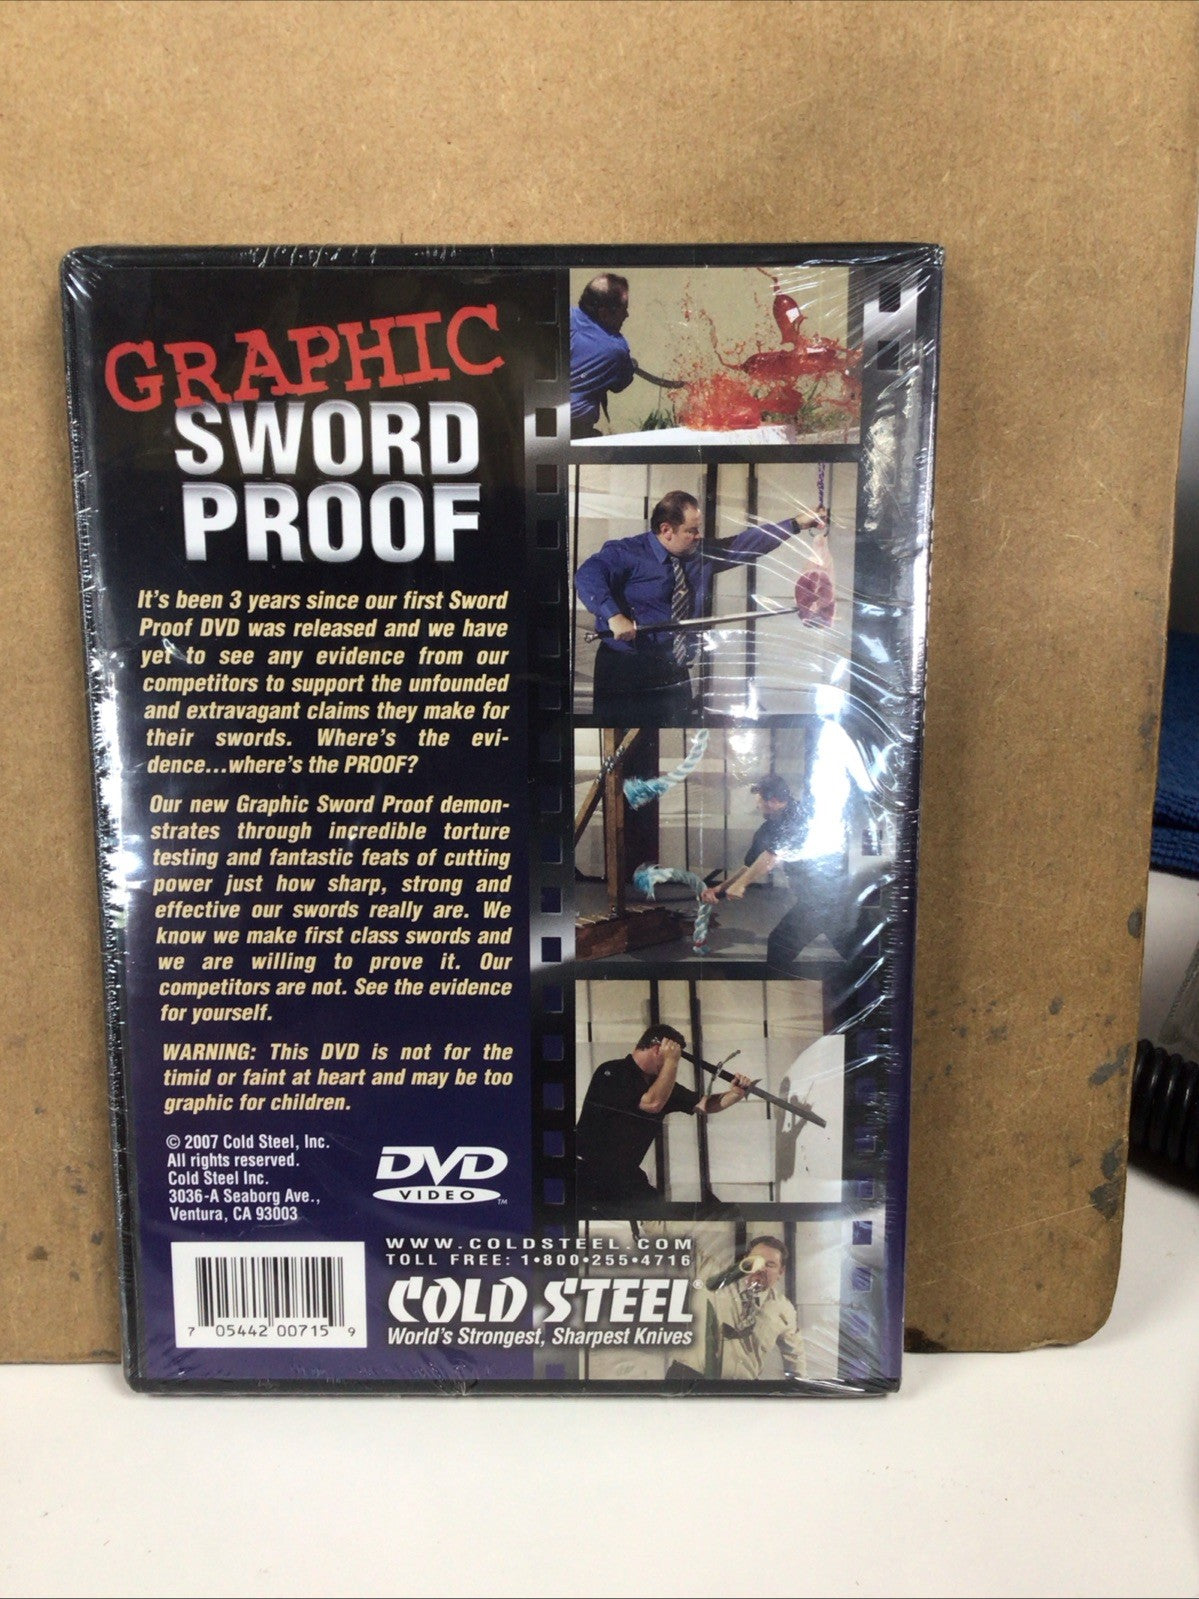 GRAPHIC
SWORD
PROOF
It's been 3 years since our first Sword
Proof DVD was released and we have
yet to see any evidence from our
competitors to support the unfounded
and extravagant claims they make for
their swords. Where's the evi-
dence...where's the PROOF?
Our new Graphic Sword Proof demon-
strates through incredible torture
testing and fantastic feats of cutting
power just how sharp, strong and
effective our swords really are. We
know we make first class swords and
we are willing to prove it. Our
competitors are not. See the evidence
for yourself.
WARNING: This DVD is not for the
timid or faint at heart and may be too
graphic for children.
© 2007 Cold Steel, Inc.
All rights reserved.
Cold Steel Inc.
3036-A Seaborg Ave.,
Ventura, CA 93003
DVD
VIDEO™
WWW.COLDSTEEL.COM
TOLL FREE: 1•800•255•4716
COLD STEEL®
World's Strongest, Sharpest Knives
7 05442 00715 9